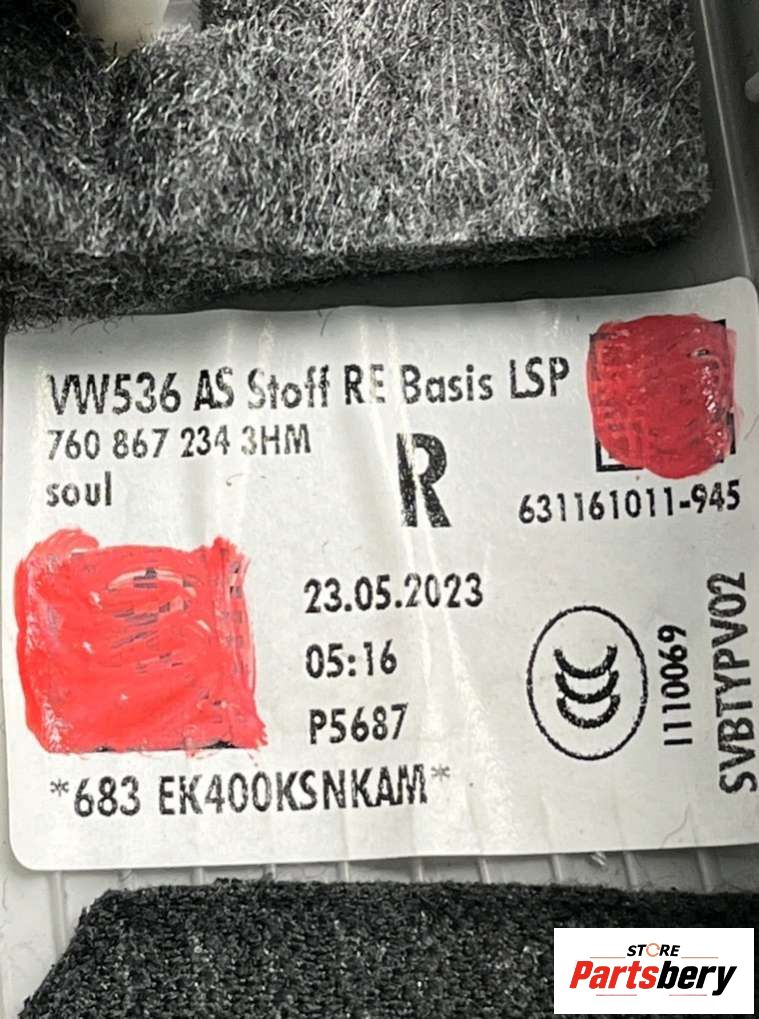 VW536 AS Stoff RE Basis LSP
760 867 234 3HM
soul
R
631161011-945
23.05.2023
05:16
P5687
1110069
SVBTYPV02
*683 EK400KSNKAM*
STORE
Partsbery